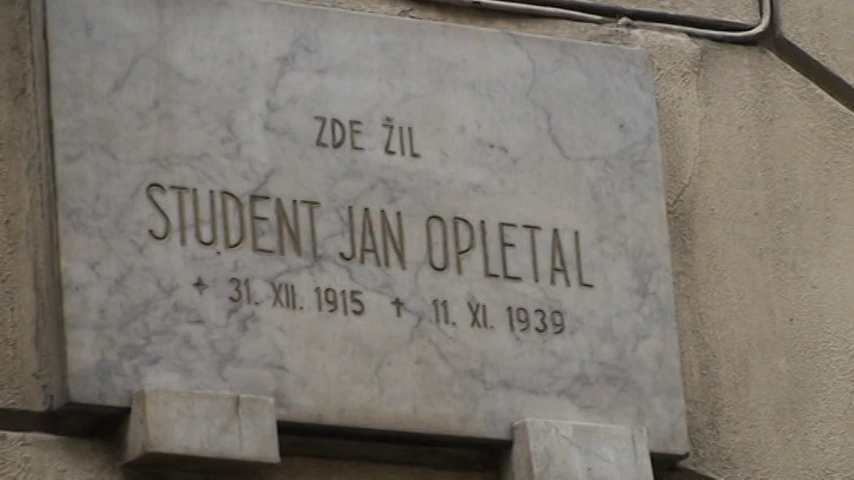 ZDE ŽIL
STUDENT JAN OPLETAL
+ 31. XII. 1915 † 11. XI. 1939